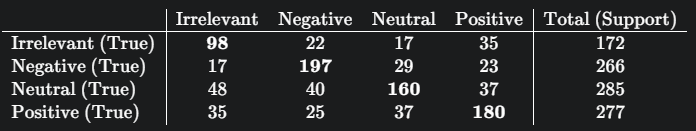 Irrelevant Negative Neutral Positive Total (Support)
Irrelevant (True) 98 22 17 35 172
Negative (True) 17 197 29 23 266
Neutral (True) 48 40 160 37 285
Positive (True) 35 25 37 180 277